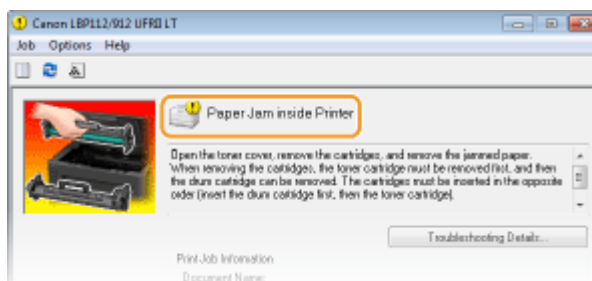 Canon LBP112/912 UFRII LT
Job Options Help
Paper Jam inside Printer
Open the toner cover, remove the cartridges, and remove the jammed paper.
When removing the cartridges, the toner cartridge must be removed first, and then
the drum cartridge can be removed. The cartridges must be inserted in the opposite
order (insert the drum cartridge first, then the toner cartridge).
Troubleshooting Details...
Print Job Information
Document Name: